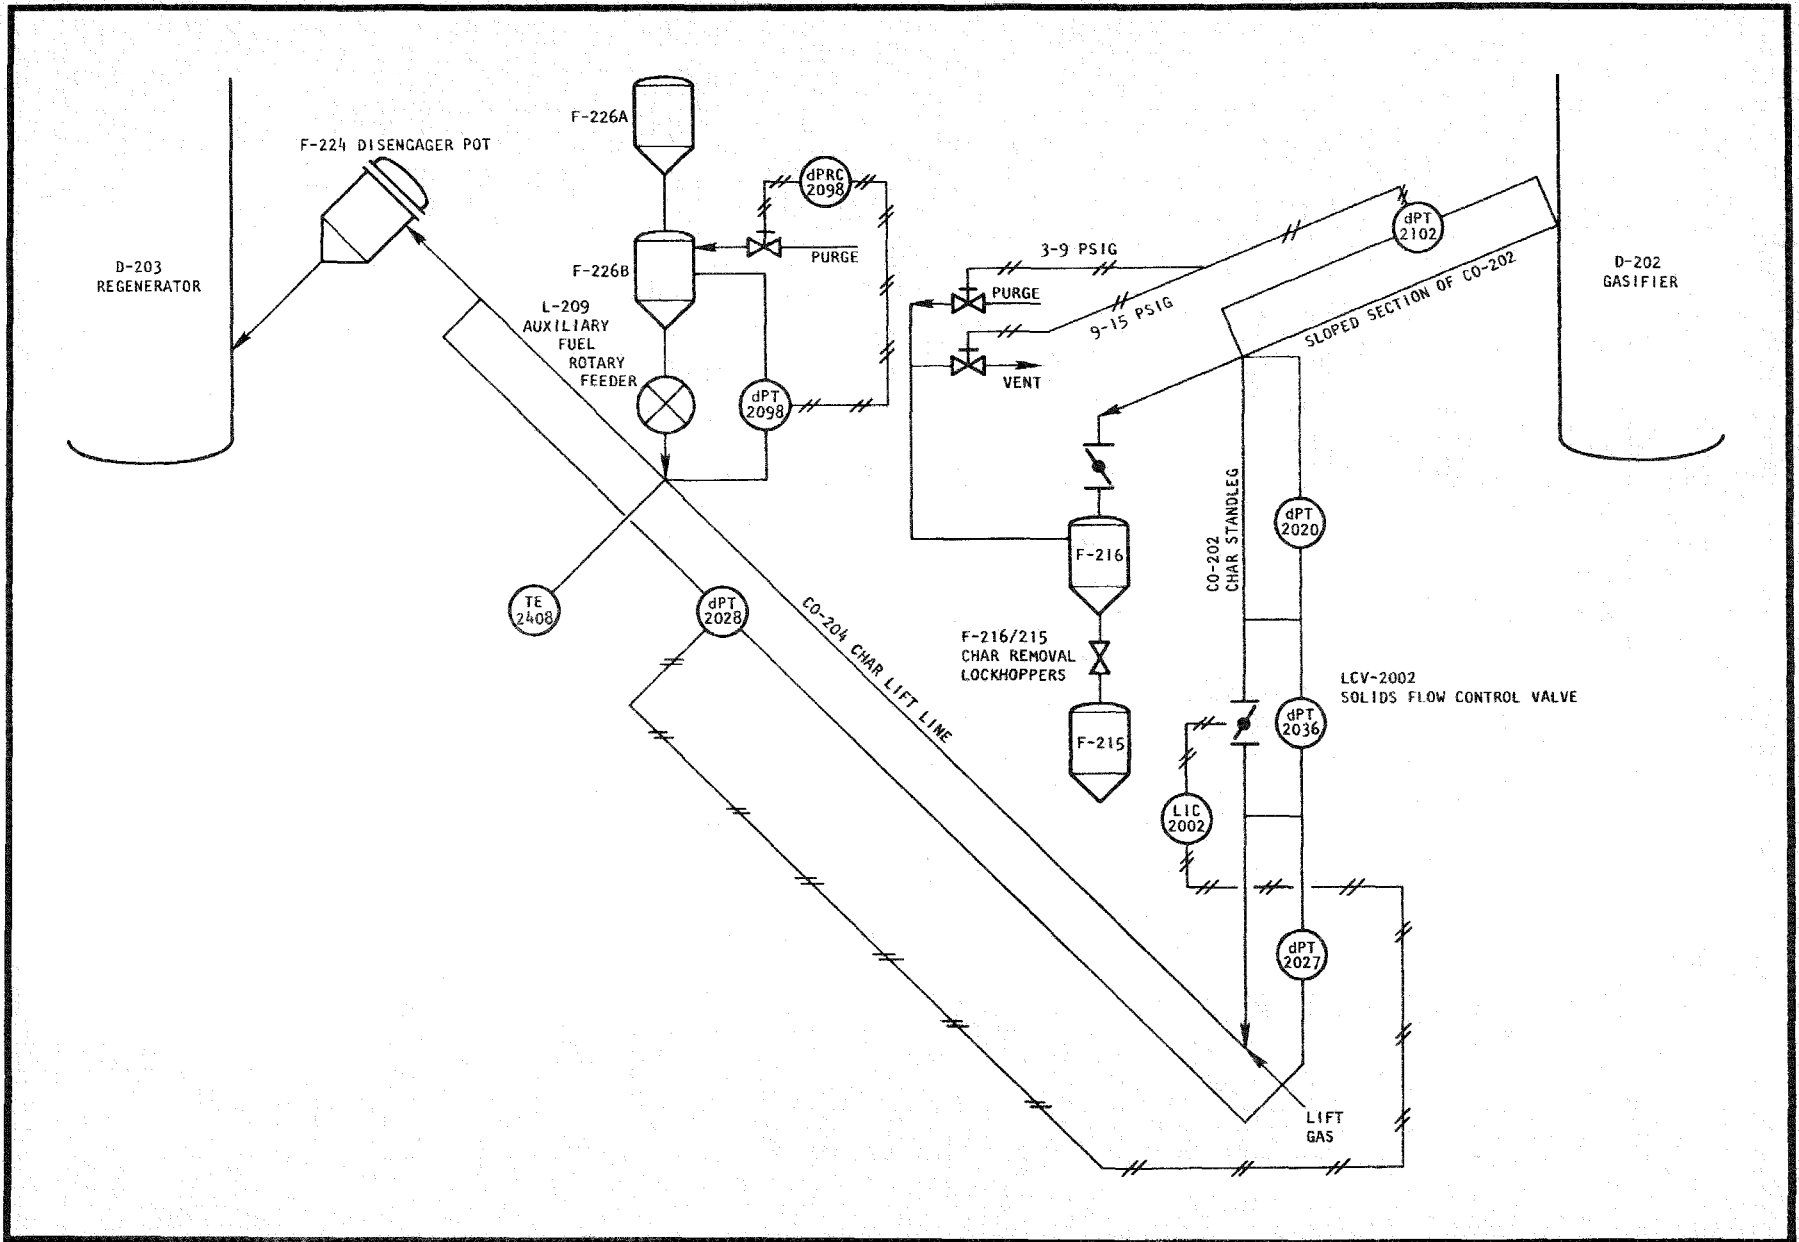 F-226A
F-224 DISENGAGER POT
dPRC
2098
dPT
2102
3-9 PSIG
PURGE
F-226B
D-203
REGENERATOR
D-202
GASIFIER
PURGE
L-209
AUXILIARY
FUEL
ROTARY
FEEDER
9-15 PSIG
SLOPED SECTION OF CO-202
VENT
dPT
2098
CO-202
CHAR STANDLEG
dPT
2020
F-216
TE
2408
dPT
2028
CO-204 CHAR LIFT LINE
F-216/215
CHAR REMOVAL
LOCKHOPPERS
LCV-2002
SOLIDS FLOW CONTROL VALVE
dPT
2036
F-215
LIC
2002
dPT
2027
LIFT
GAS